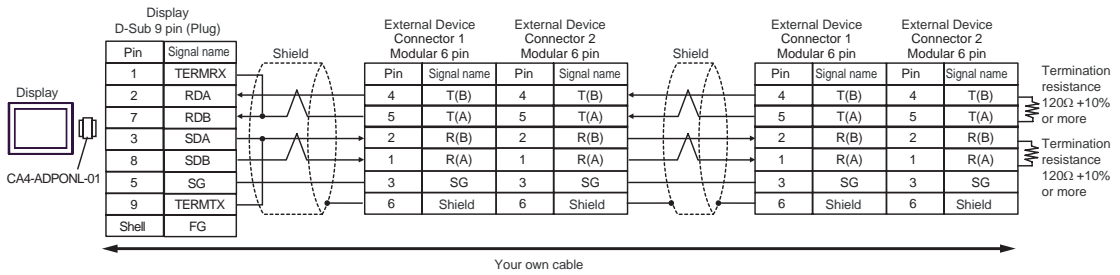 Display
D-Sub 9 pin (Plug)
Pin Signal name
1 TERMRX
2 RDA
7 RDB
3 SDA
8 SDB
5 SG
9 TERMTX
Shell FG
Display
CA4-ADPONL-01
Shield
External Device
Connector 1
Modular 6 pin
External Device
Connector 2
Modular 6 pin
Pin Signal name Pin Signal name
4 T(B) 4 T(B)
5 T(A) 5 T(A)
2 R(B) 2 R(B)
1 R(A) 1 R(A)
3 SG 3 SG
6 Shield 6 Shield
Shield
External Device
Connector 1
Modular 6 pin
External Device
Connector 2
Modular 6 pin
Pin Signal name Pin Signal name
4 T(B) 4 T(B)
5 T(A) 5 T(A)
2 R(B) 2 R(B)
1 R(A) 1 R(A)
3 SG 3 SG
6 Shield 6 Shield
Termination
resistance
120Ω +10%
or more
Termination
resistance
120Ω +10%
or more
Your own cable